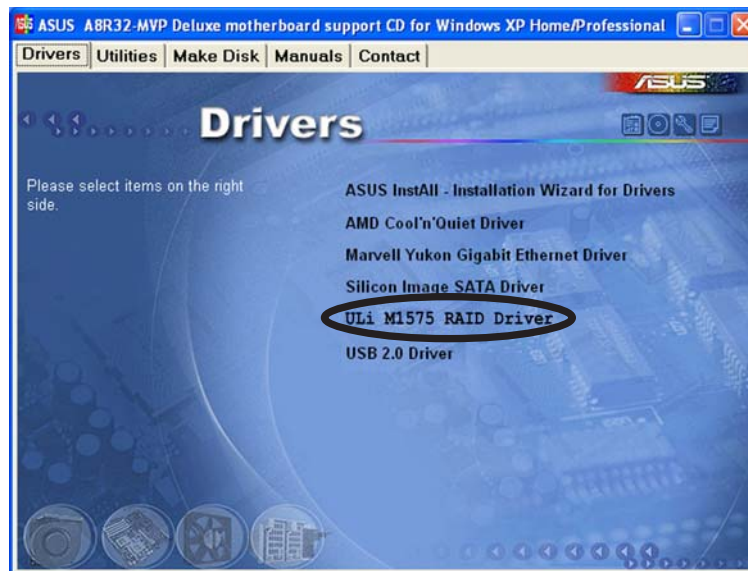 ASUS A8R32-MVP Deluxe motherboard support CD for Windows XP Home/Professional
Drivers Utilities Make Disk Manuals Contact
ASUS
Drivers
Please select items on the right
side.
ASUS InstAll - Installation Wizard for Drivers
AMD Cool'n'Quiet Driver
Marvell Yukon Gigabit Ethernet Driver
Silicon Image SATA Driver
ULi M1575 RAID Driver
USB 2.0 Driver